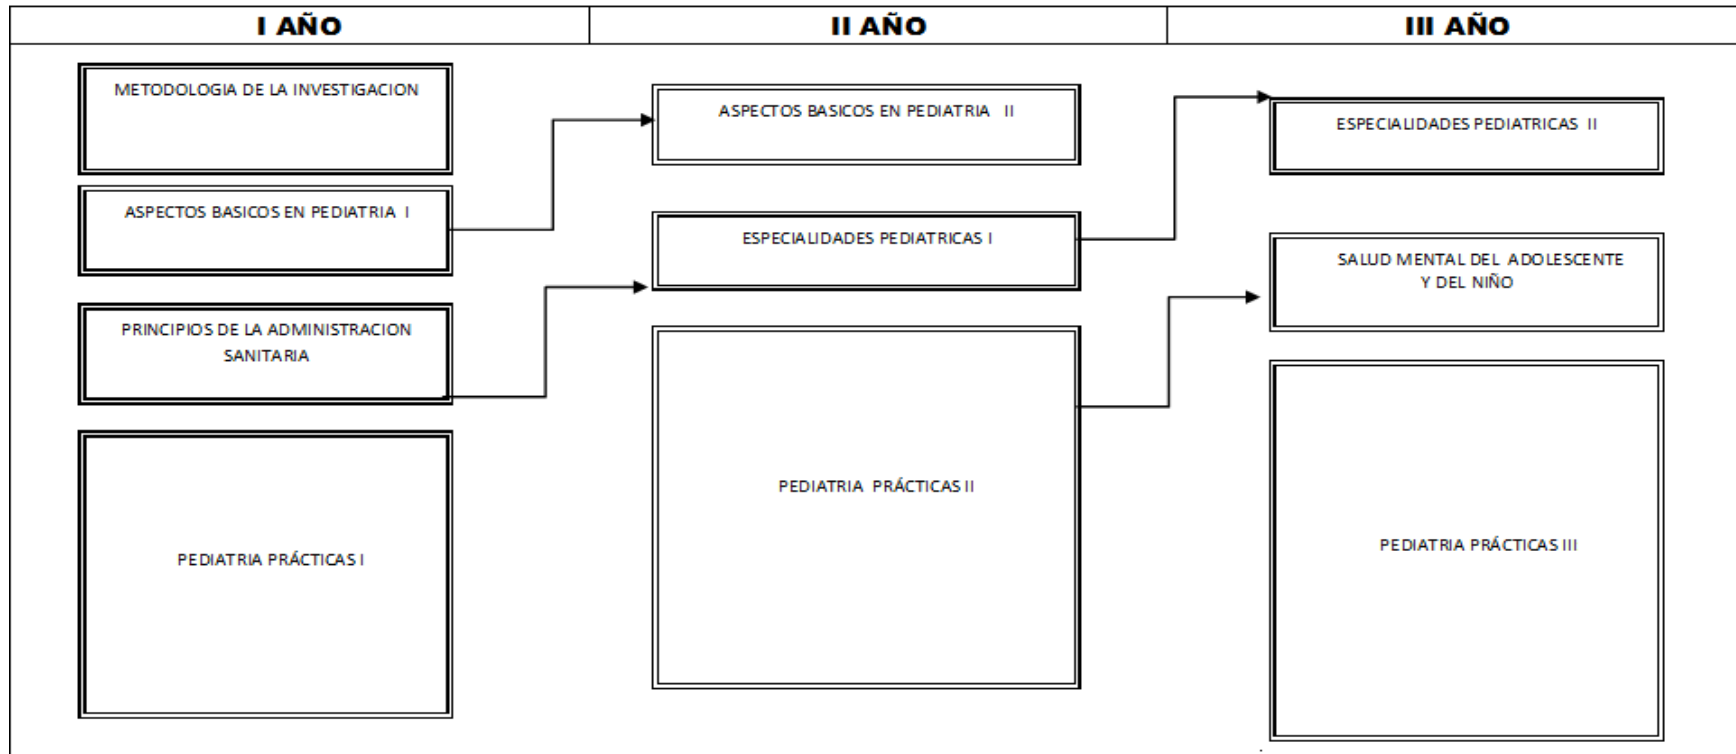 I AÑO
II AÑO
III AÑO
METODOLOGIA DE LA INVESTIGACION
ASPECTOS BASICOS EN PEDIATRIA I
PRINCIPIOS DE LA ADMINISTRACION
SANITARIA
PEDIATRIA PRÁCTICAS I
ASPECTOS BASICOS EN PEDIATRIA II
ESPECIALIDADES PEDIATRICAS I
PEDIATRIA PRÁCTICAS II
ESPECIALIDADES PEDIATRICAS II
SALUD MENTAL DEL ADOLESCENTE
Y DEL NIÑO
PEDIATRIA PRÁCTICAS III